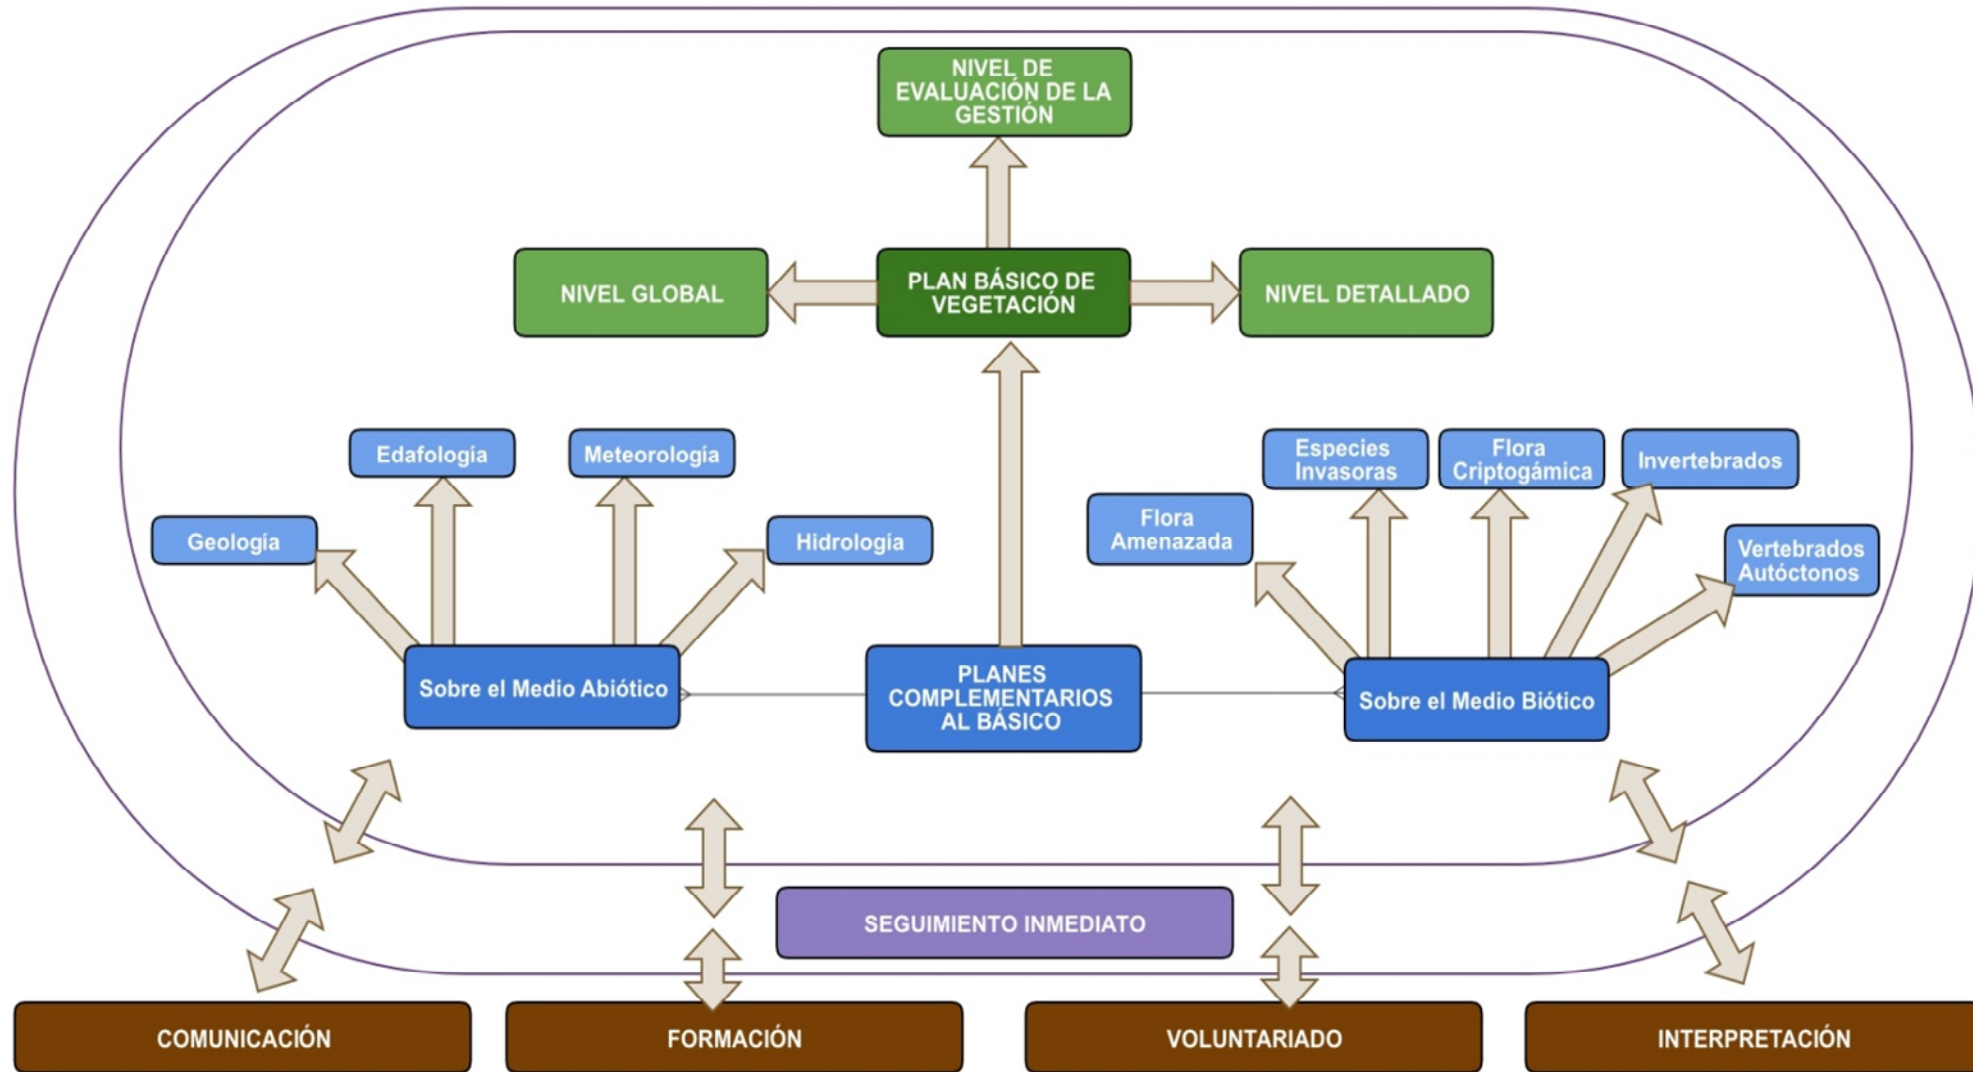 NIVEL DE
EVALUACIÓN DE LA
GESTIÓN
NIVEL GLOBAL
PLAN BÁSICO DE
VEGETACIÓN
NIVEL DETALLADO
Edafología
Meteorología
Geología
Hidrología
Especies
Invasoras
Flora
Criptogámica
Invertebrados
Flora
Amenazada
Vertebrados
Autóctonos
Sobre el Medio Abiótico
PLANES
COMPLEMENTARIOS
AL BÁSICO
Sobre el Medio Biótico
SEGUIMIENTO INMEDIATO
COMUNICACIÓN
FORMACIÓN
VOLUNTARIADO
INTERPRETACIÓN